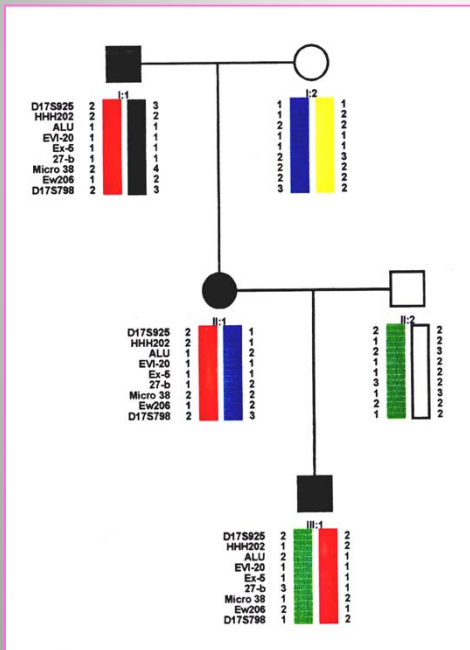 I:1 I:2
D17S925 2 3 1 1
HHH202 2 2 1 1
ALU 1 1 2 1
EVI-20 1 1 1 1
Ex-5 1 1 1 1
27-b 1 1 2 3
Micro 38 2 4 2 2
Ew206 1 2 2 2
D17S798 2 3 3 2
II:1 II:2
D17S925 2 1 2 2
HHH202 2 1 1 2
ALU 1 2 2 3
EVI-20 1 1 1 2
Ex-5 1 1 1 2
27-b 1 2 3 2
Micro 38 2 2 1 3
Ew206 1 2 2 2
D17S798 2 3 1 2
III:1
D17S925 2 2
HHH202 1 2
ALU 2 1
EVI-20 1 1
Ex-5 1 1
27-b 3 1
Micro 38 1 2
Ew206 2 1
D17S798 1 2